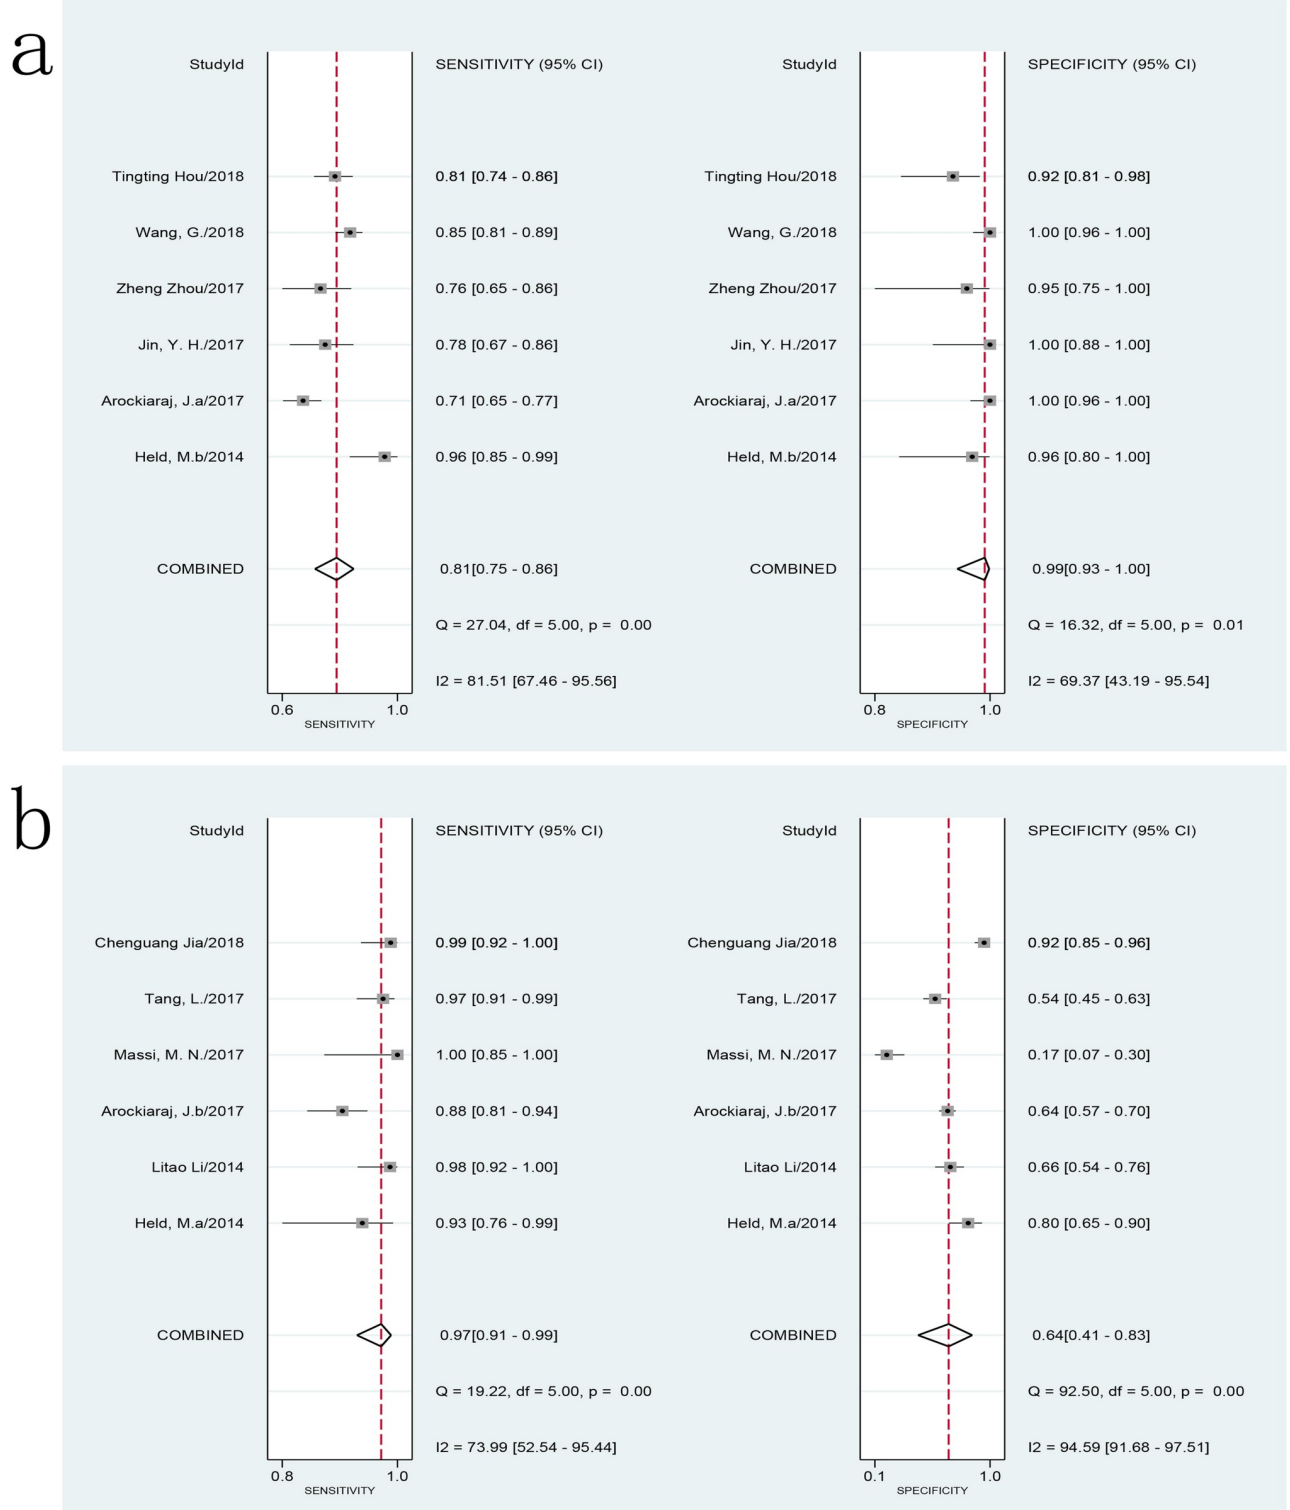 a
StudyId SENSITIVITY (95% CI) StudyId SPECIFICITY (95% CI)
Tingting Hou/2018 0.81 [0.74 - 0.86] Tingting Hou/2018 0.92 [0.81 - 0.98]
Wang, G./2018 0.85 [0.81 - 0.89] Wang, G./2018 1.00 [0.96 - 1.00]
Zheng Zhou/2017 0.76 [0.65 - 0.86] Zheng Zhou/2017 0.95 [0.75 - 1.00]
Jin, Y. H./2017 0.78 [0.67 - 0.86] Jin, Y. H./2017 1.00 [0.88 - 1.00]
Arockiaraj, J.a/2017 0.71 [0.65 - 0.77] Arockiaraj, J.a/2017 1.00 [0.96 - 1.00]
Held, M.b/2014 0.96 [0.85 - 0.99] Held, M.b/2014 0.96 [0.80 - 1.00]
COMBINED 0.81[0.75 - 0.86] COMBINED 0.99[0.93 - 1.00]
Q = 27.04, df = 5.00, p = 0.00 Q = 16.32, df = 5.00, p = 0.01
I2 = 81.51 [67.46 - 95.56] I2 = 69.37 [43.19 - 95.54]
0.6 1.0 0.8 1.0
SENSITIVITY SPECIFICITY
b
StudyId SENSITIVITY (95% CI) StudyId SPECIFICITY (95% CI)
Chenguang Jia/2018 0.99 [0.92 - 1.00] Chenguang Jia/2018 0.92 [0.85 - 0.96]
Tang, L./2017 0.97 [0.91 - 0.99] Tang, L./2017 0.54 [0.45 - 0.63]
Massi, M. N./2017 1.00 [0.85 - 1.00] Massi, M. N./2017 0.17 [0.07 - 0.30]
Arockiaraj, J.b/2017 0.88 [0.81 - 0.94] Arockiaraj, J.b/2017 0.64 [0.57 - 0.70]
Litao Li/2014 0.98 [0.92 - 1.00] Litao Li/2014 0.66 [0.54 - 0.76]
Held, M.a/2014 0.93 [0.76 - 0.99] Held, M.a/2014 0.80 [0.65 - 0.90]
COMBINED 0.97[0.91 - 0.99] COMBINED 0.64[0.41 - 0.83]
Q = 19.22, df = 5.00, p = 0.00 Q = 92.50, df = 5.00, p = 0.00
I2 = 73.99 [52.54 - 95.44] I2 = 94.59 [91.68 - 97.51]
0.8 1.0 0.1 1.0
SENSITIVITY SPECIFICITY